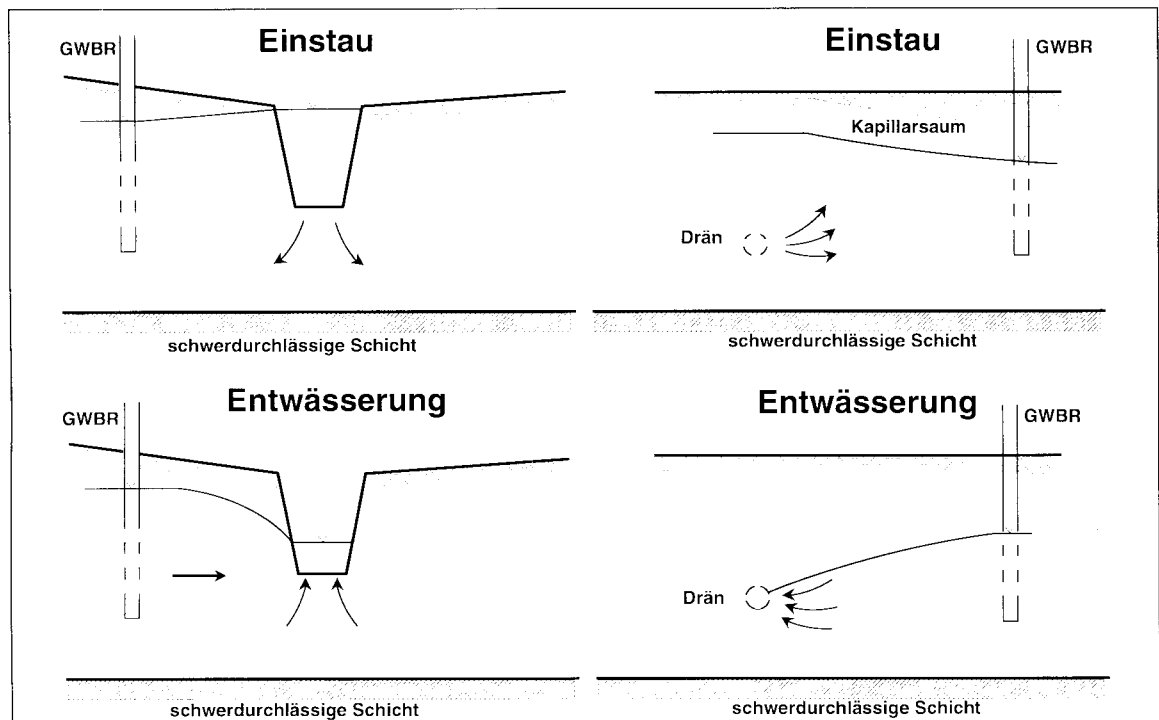 Einstau
GWBR
schwerdurchlässige Schicht
Einstau
GWBR
Kapillarsaum
Drän
schwerdurchlässige Schicht
Entwässerung
GWBR
schwerdurchlässige Schicht
Entwässerung
GWBR
Drän
schwerdurchlässige Schicht